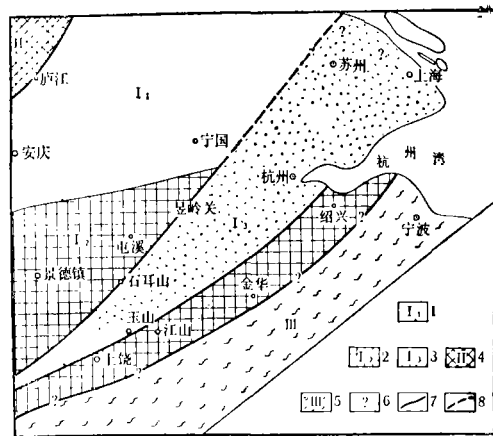 II
?
苏州
上海
庐江
I₁
安庆
宁国
杭州
杭州湾
昱岭关
绍兴
?
I₂
屯溪
I₃
宁波
景德镇
石耳山
金华
?
玉山
江山
III
上饶
?
?
I₁ 1
I₂ 2
I₃ 3
II 4
III 5
? 6
7
8